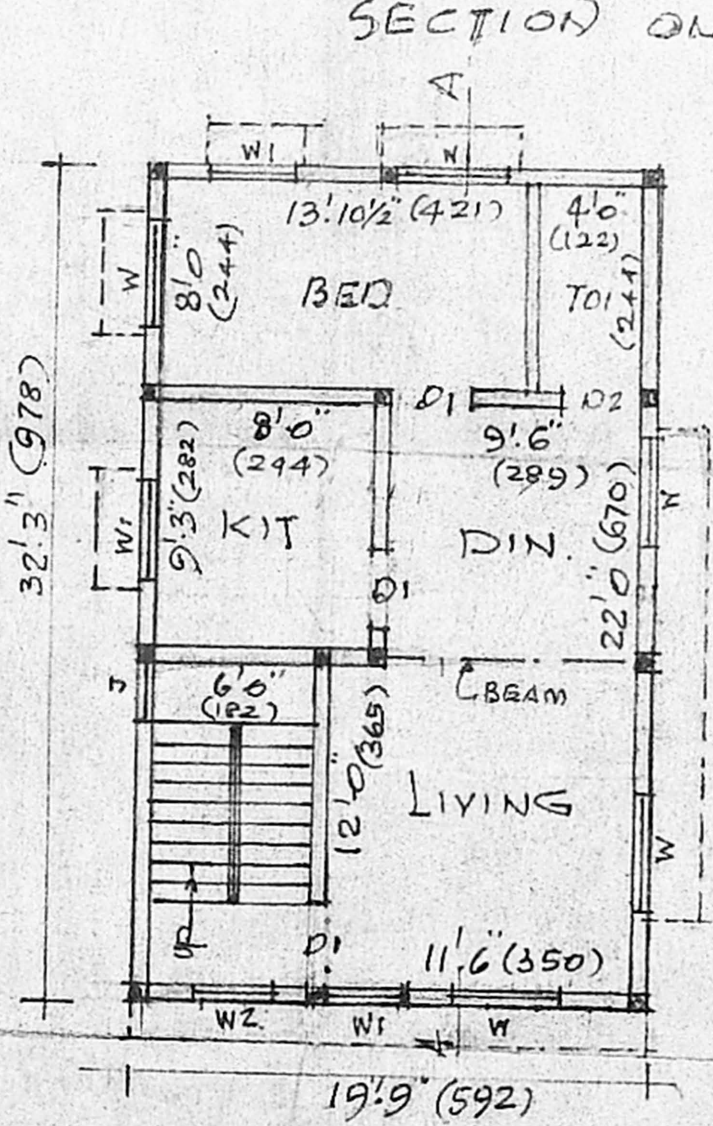 SECTION ON
A
W1
W
13'.10½" (421)
4'.0"
(122)
W
8'.0"
(244)
BED
TOI
(244)
D1
D2
32'.3" (978)
8'.0"
(244)
9'.6"
(289)
W1
9'.3" (282)
KIT
DIN.
22'.0" (670)
W
D1
J
6'.0"
(182)
BEAM
12'.0"
(365)
LIVING
W
UP
D1
11'.6" (350)
W2
W1
W
19'.9" (592)